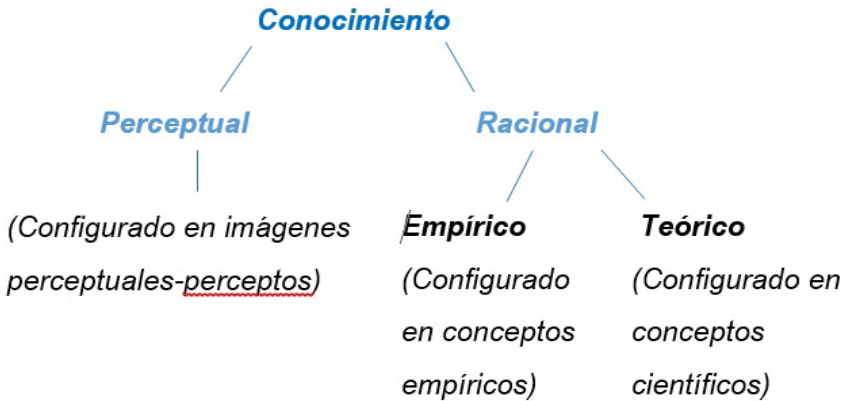 Conocimiento
Perceptual
Racional
(Configurado en imágenes
perceptuales-perceptos)
Empírico
(Configurado
en conceptos
empíricos)
Teórico
(Configurado en
conceptos
científicos)